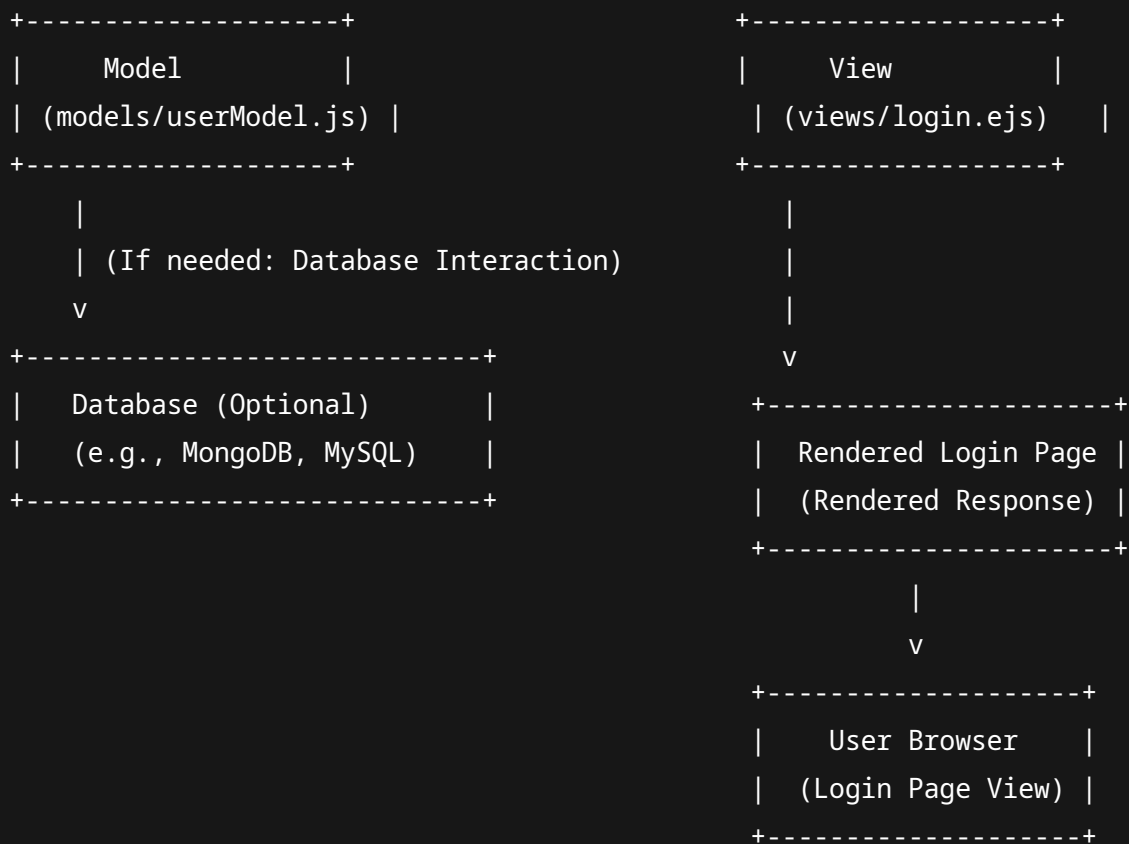 +--------------------+                        +-------------------+
|     Model          |                        |     View          |
| (models/userModel.js) |                      | (views/login.ejs)   |
+--------------------+                        +-------------------+
    |                                            |
    | (If needed: Database Interaction)          |
    v                                            |
+-----------------------------+                  v
|   Database (Optional)       |                +----------------------+
|   (e.g., MongoDB, MySQL)    |                |  Rendered Login Page |
+-----------------------------+                |  (Rendered Response) |
                                               +----------------------+
                                                         |
                                                         v
                                               +--------------------+
                                               |    User Browser    |
                                               |  (Login Page View) |
                                               +--------------------+